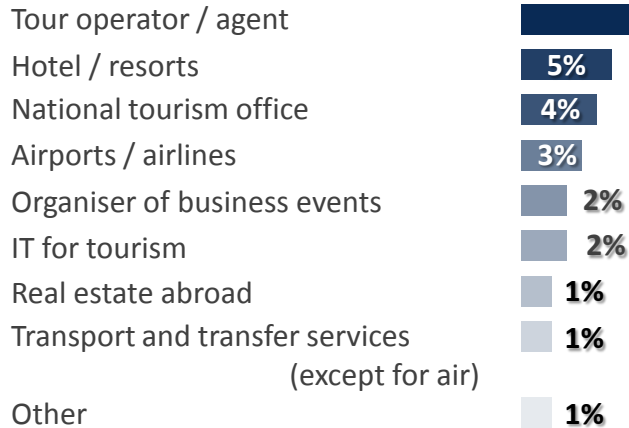 Tour operator / agent
Hotel / resorts 5%
National tourism office 4%
Airports / airlines 3%
Organiser of business events 2%
IT for tourism 2%
Real estate abroad 1%
Transport and transfer services 1%
(except for air)
Other 1%